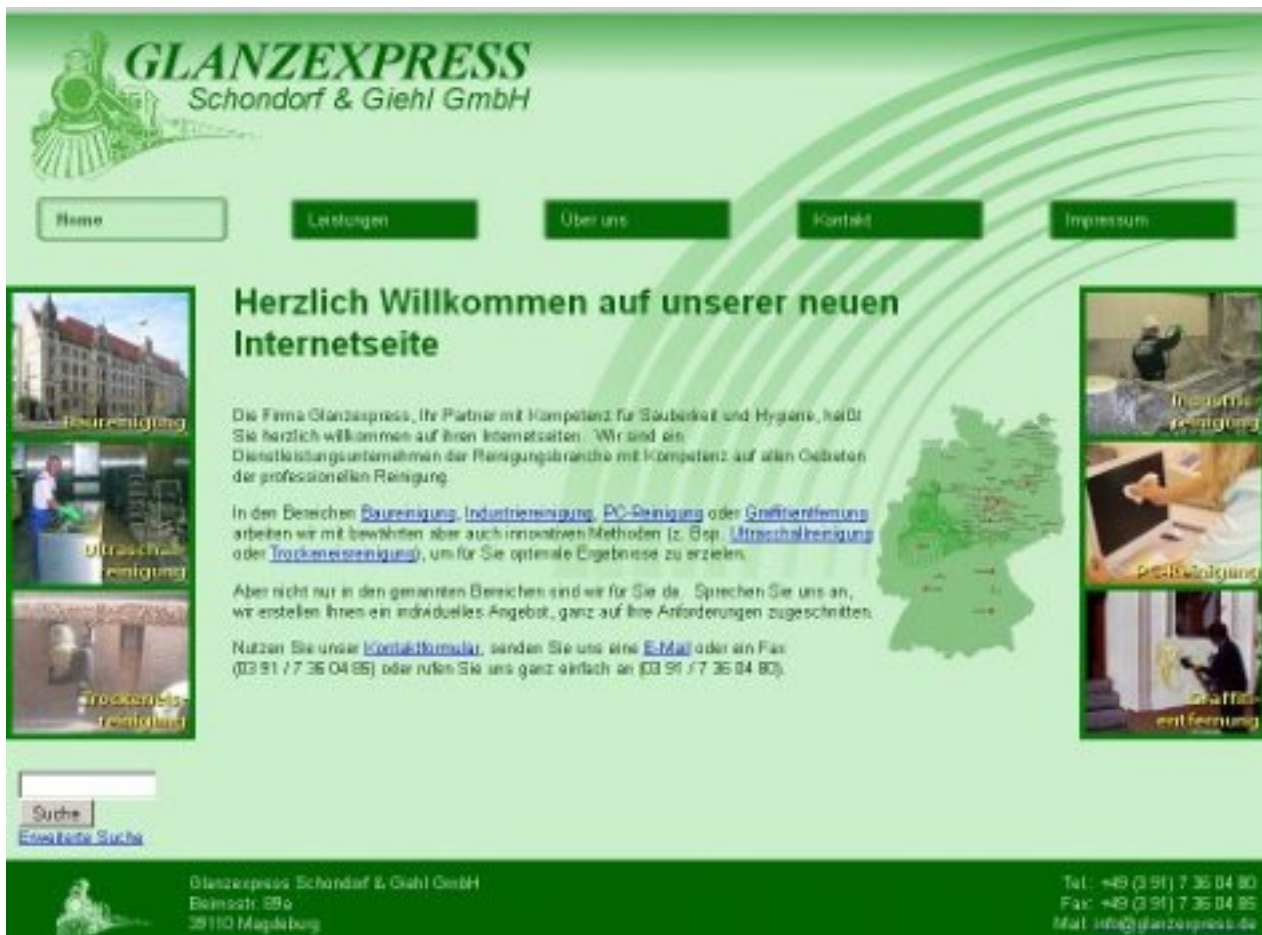 GLANZEXPRESS
Schondorf & Giehl GmbH
Home
Leistungen
Über uns
Kontakt
Impressum
Herzlich Willkommen auf unserer neuen
Internetseite
Die Firma Glanzexpress, Ihr Partner mit Kompetenz für Sauberkeit und Hygiene, heißt
Sie herzlich willkommen auf ihren Internetseiten. Wir sind ein
Dienstleistungsunternehmen der Reinigungsbranche mit Kompetenz auf allen Gebieten
der professionellen Reinigung.
In den Bereichen Baureinigung, Industriereinigung, PC-Reinigung oder Graffitientfernung
arbeiten wir mit bewährten aber auch innovativen Methoden (z. Bsp. Ultraschallreinigung
oder Trockeneisreinigung), um für Sie optimale Ergebnisse zu erzielen.
Aber nicht nur in den genannten Bereichen sind wir für Sie da. Sprechen Sie uns an,
wir erstellen Ihnen ein individuelles Angebot, ganz auf Ihre Anforderungen zugeschnitten.
Nutzen Sie unser Kontaktformular, senden Sie uns eine E-Mail oder ein Fax
(03 91 / 7 36 04 85) oder rufen Sie uns ganz einfach an (03 91 / 7 36 04 80).
Baureinigung
Ultraschall-
reinigung
Trockeneis-
reinigung
Industrie-
reinigung
PC-Reinigung
Graffiti-
entfernung
Suche
Erweiterte Suche
Glanzexpress Schondorf & Giehl GmbH
Beimsstr. 89a
39110 Magdeburg
Tel.: +49 (3 91) 7 36 04 80
Fax: +49 (3 91) 7 36 04 85
Mail: info@glanzexpress.de